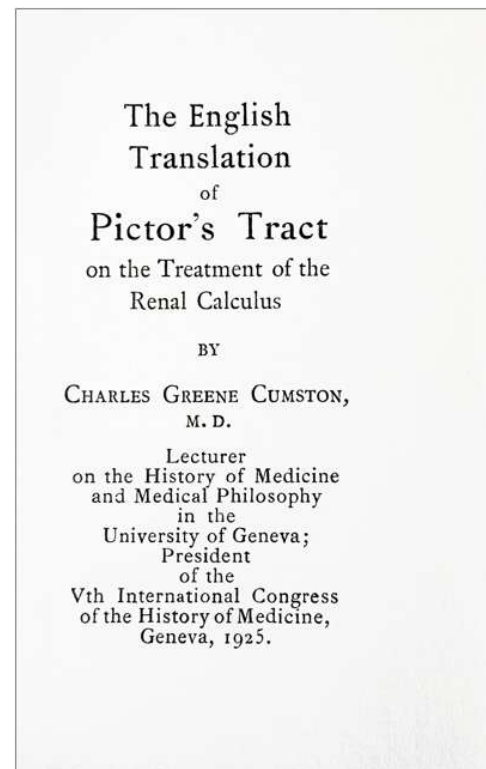 The English
Translation
of
Pictor's Tract
on the Treatment of the
Renal Calculus
BY
CHARLES GREENE CUMSTON,
M. D.
Lecturer
on the History of Medicine
and Medical Philosophy
in the
University of Geneva;
President
of the
Vth International Congress
of the History of Medicine,
Geneva, 1925.